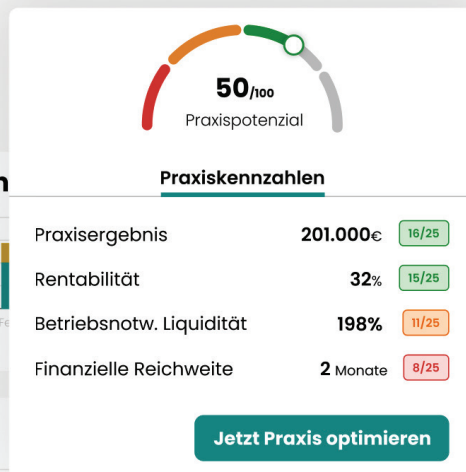 50/100
Praxispotenzial
Praxiskennzahlen
Praxisergebnis 201.000€ 16/25
Rentabilität 32% 15/25
Betriebsnotw. Liquidität 198% 11/25
Finanzielle Reichweite 2 Monate 8/25
Jetzt Praxis optimieren